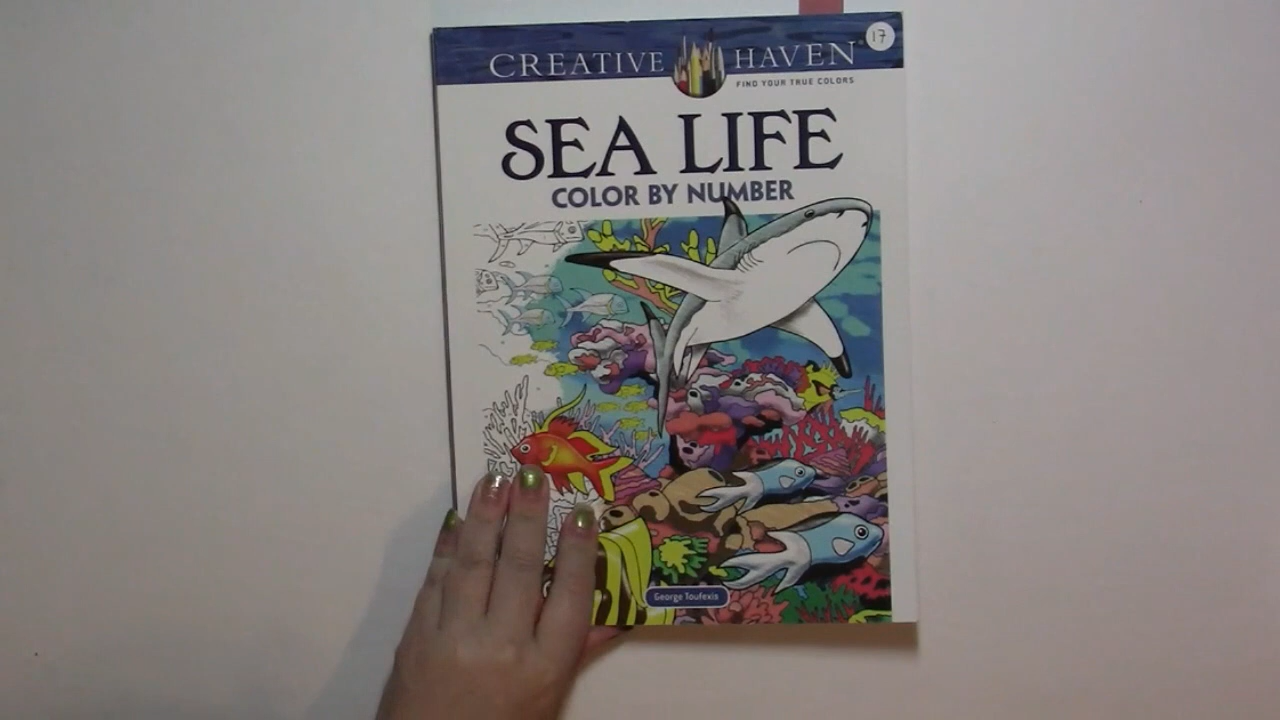 CREATIVE HAVEN®
17
FIND YOUR TRUE COLORS
SEA LIFE
COLOR BY NUMBER
George Toufexis